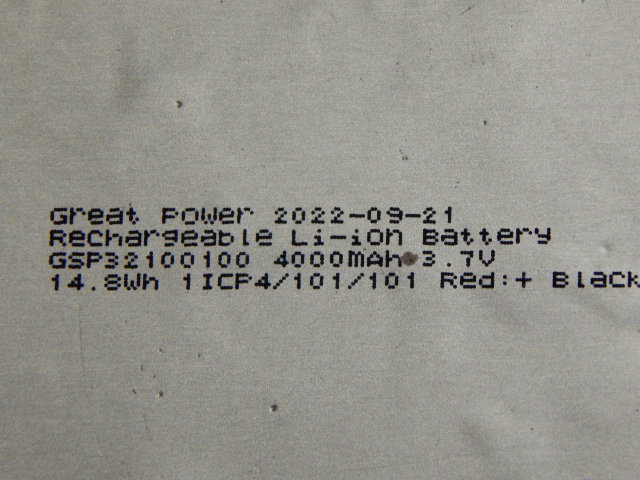 Great Power 2022-09-21
Rechargeable Li-ion Battery
GSP32100100 4000mAh 3.7V
14.8Wh 1ICP4/101/101 Red:+ Black